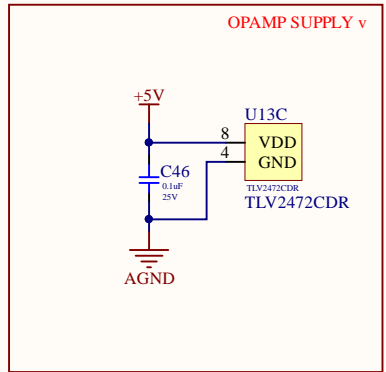 OPAMP SUPPLY v
+5V
U13C
8
VDD
4
GND
C46
0.1uF
25V
TLV2472CDR
TLV2472CDR
AGND